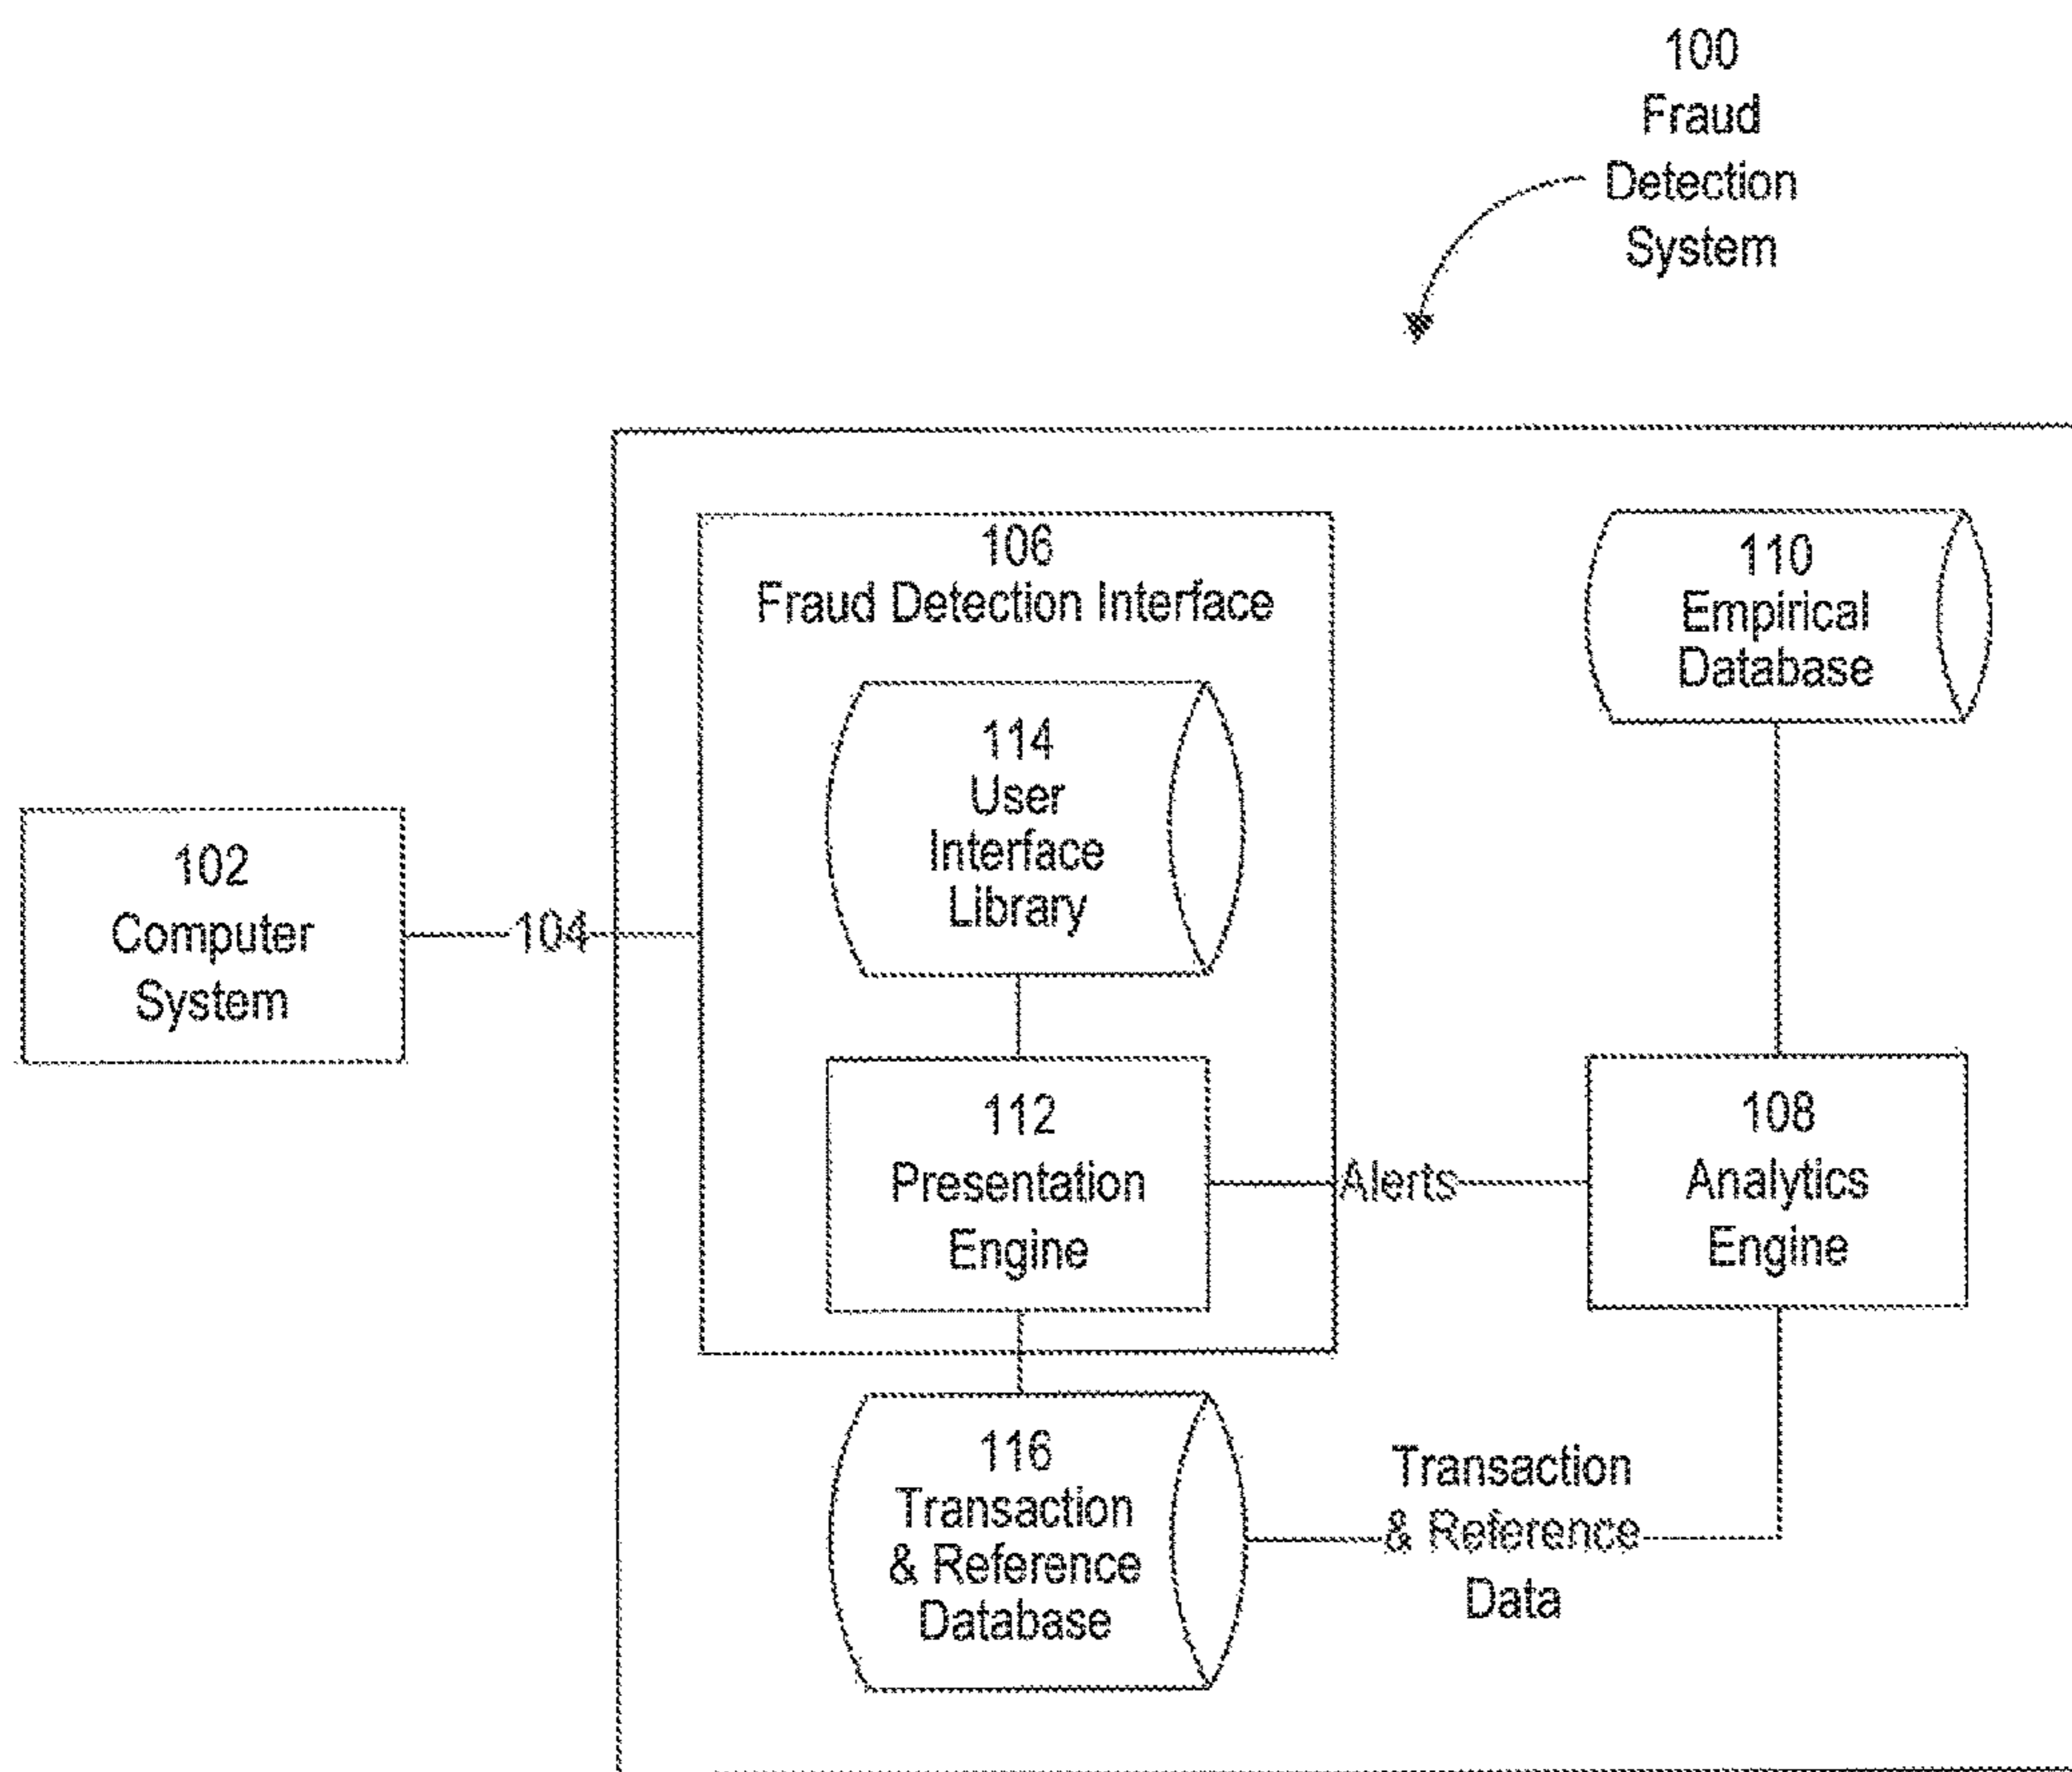 100
Fraud
Detection
System
106
Fraud Detection Interface
110
Empirical
Database
114
User
Interface
Library
102
Computer
System
104
112
Presentation
Engine
Alerts
108
Analytics
Engine
116
Transaction
& Reference
Database
Transaction
& Reference
Data